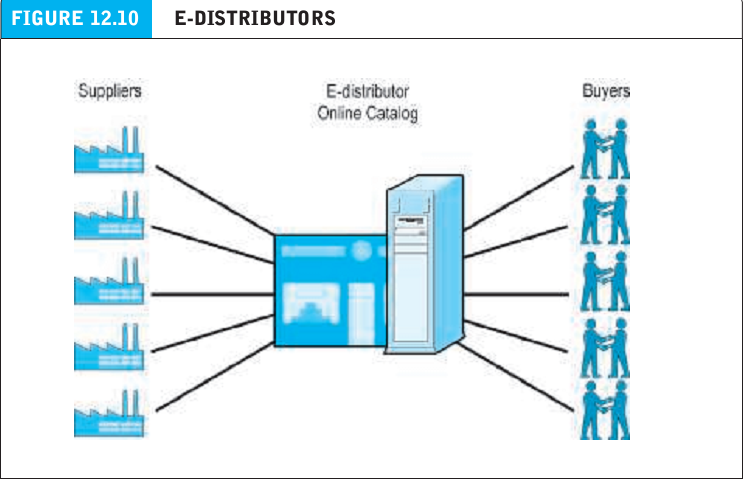 FIGURE 12.10
E-DISTRIBUTORS
Suppliers
E-distributor
Online Catalog
Buyers